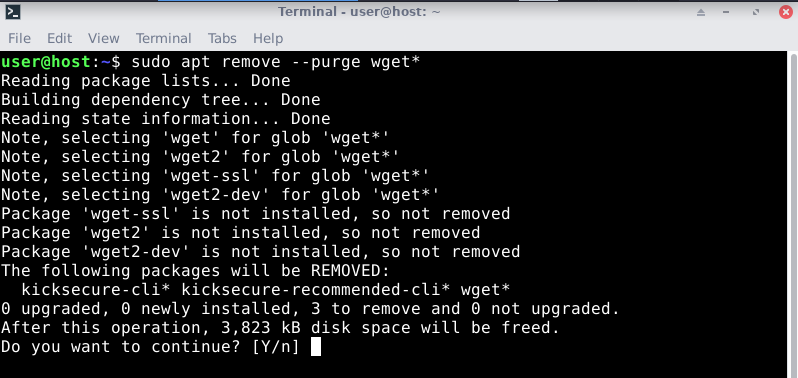 Terminal - user@host: ~
File Edit View Terminal Tabs Help
user@host:~$ sudo apt remove --purge wget*
Reading package lists... Done
Building dependency tree... Done
Reading state information... Done
Note, selecting 'wget' for glob 'wget*'
Note, selecting 'wget2' for glob 'wget*'
Note, selecting 'wget-ssl' for glob 'wget*'
Note, selecting 'wget2-dev' for glob 'wget*'
Package 'wget-ssl' is not installed, so not removed
Package 'wget2' is not installed, so not removed
Package 'wget2-dev' is not installed, so not removed
The following packages will be REMOVED:
  kicksecure-cli* kicksecure-recommended-cli* wget*
0 upgraded, 0 newly installed, 3 to remove and 0 not upgraded.
After this operation, 3,823 kB disk space will be freed.
Do you want to continue? [Y/n]